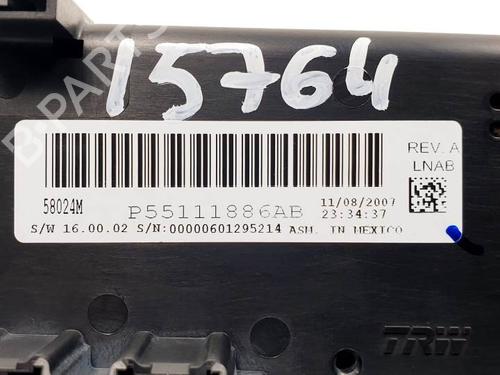 15764
REV. A
LNAB
58024M
P55111886AB
11/08/2007
23:34:37
S/W 16.00.02 S/N:00000601295214 ASM. IN MEXICO
TRW
B-PARTS